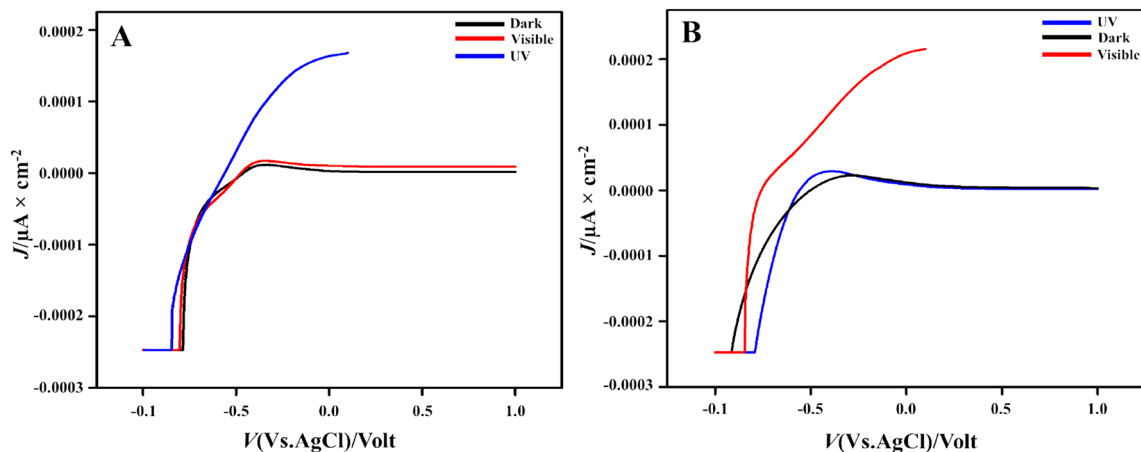 A
Dark
Visible
UV
0.0002
0.0001
0.0000
-0.0001
-0.0002
-0.0003
J/μA × cm⁻²
-0.1
-0.5
0.0
0.5
1.0
V(Vs.AgCl)/Volt
B
UV
Dark
Visible
0.0002
0.0001
0.0000
-0.0001
-0.0002
-0.0003
J/μA × cm⁻²
-0.1
-0.5
0.0
0.5
1.0
V(Vs.AgCl)/Volt